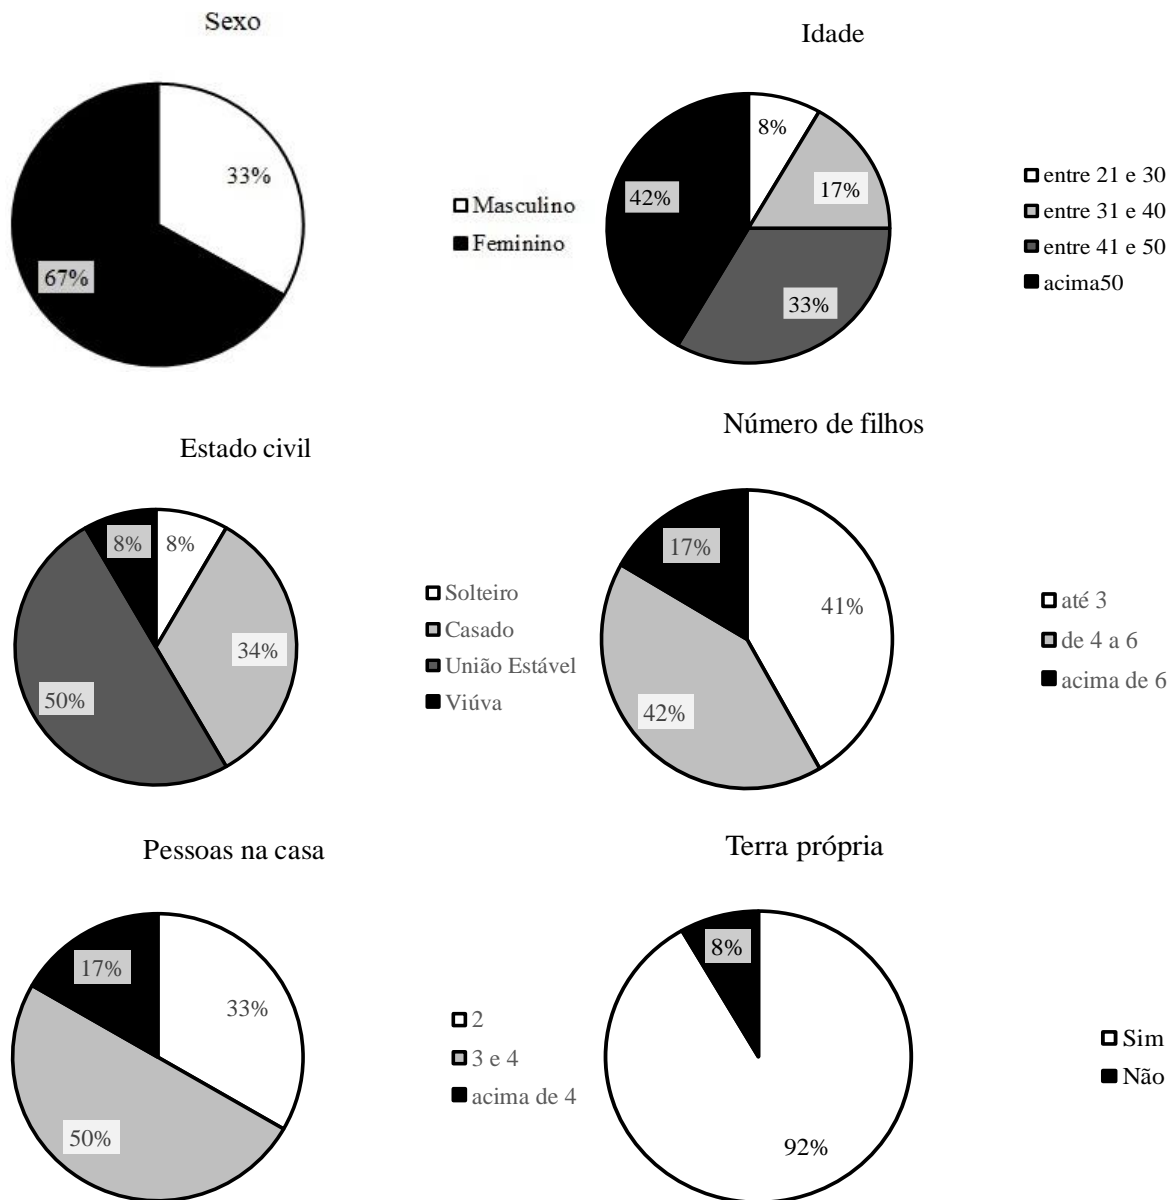 Sexo
33%
67%
Masculino
Feminino
Idade
8%
17%
33%
42%
entre 21 e 30
entre 31 e 40
entre 41 e 50
acima50
Estado civil
8%
8%
34%
50%
Solteiro
Casado
União Estável
Viúva
Número de filhos
17%
41%
42%
até 3
de 4 a 6
acima de 6
Pessoas na casa
17%
33%
50%
2
3 e 4
acima de 4
Terra própria
8%
92%
Sim
Não